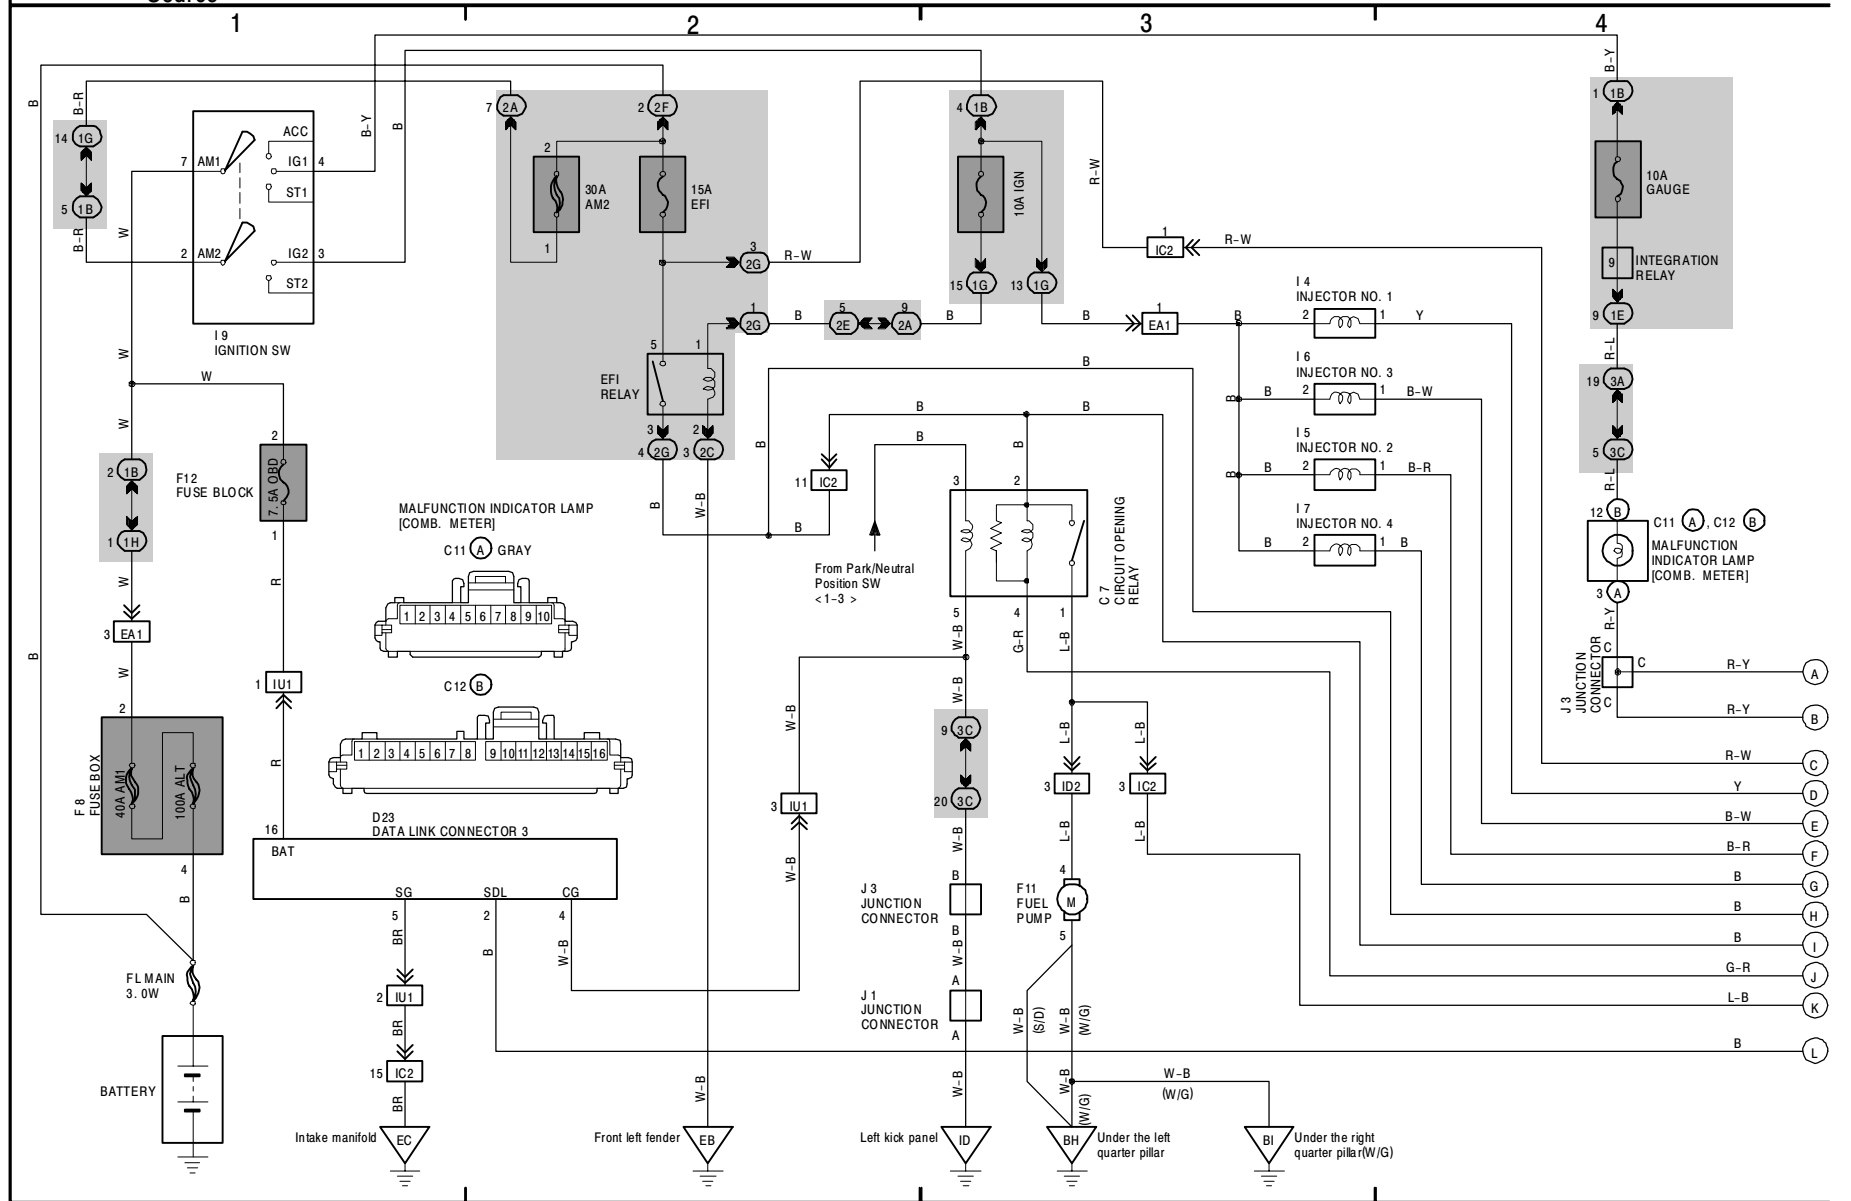 1
2
3
4
B
B-R
14
1G
5
1B
B-R
W
7
AM1
2
AM2
ACC
IG1
4
ST1
IG2
3
ST2
I 9
IGNITION SW
B-Y
B
7
2A
2
2F
2
30A
AM2
1
15A
EFI
3
2G
R-W
1
2G
B
5
2E
9
2A
B
5
1
EFI
RELAY
3
2
4
2G
3
2C
B
W-B
4
1B
10A IGN
15
1G
13
1G
B
R-W
1
IC2
R-W
1
EA1
B
I 4
INJECTOR NO. 1
2
1
Y
I 6
INJECTOR NO. 3
B
B
2
1
B-W
I 5
INJECTOR NO. 2
B
B
2
1
B-R
I 7
INJECTOR NO. 4
B
2
1
B
B-Y
1
1B
10A
GAUGE
9
INTEGRATION
RELAY
9
1E
R-L
19
3A
5
3C
R-L
12
B
C11
A
, C12
B
MALFUNCTION
INDICATOR LAMP
[COMB. METER]
3
A
R-Y
C
C
C
J 3
JUNCTION
CONNECTOR
W
W
W
2
F12
FUSE BLOCK
7. 5A OBD
1
R
2
1B
1
1H
W
3
EA1
W
2
F 8
FUSE BOX
40A AM1
100A ALT
4
B
B
FL MAIN
3. 0W
BATTERY
1
IU1
R
MALFUNCTION INDICATOR LAMP
[COMB. METER]
C11
A
GRAY
1 2 3 4 5 6 7 8 9 10
C12
B
1 2 3 4 5 6 7 8 9 10 11 12 13 14 15 16
D23
DATA LINK CONNECTOR 3
16
BAT
SG
SDL
CG
5
2
4
BR
B
W-B
2
IU1
BR
15
IC2
BR
Intake manifold
EC
Front left fender
W-B
EB
B
B
B
B
B
B
11
IC2
B
From Park/Neutral
Position SW
<1-3 >
3
2
C 7
CIRCUIT OPENING
RELAY
5
4
1
W-B
G-R
L-B
W-B
9
3C
20
3C
W-B
W-B
3
IU1
W-B
L-B
L-B
3
ID2
3
IC2
L-B
L-B
J 3
JUNCTION
CONNECTOR
B
B
W-B
A
J 1
JUNCTION
CONNECTOR
A
W-B
Left kick panel
ID
F11
FUEL
PUMP
4
M
5
W-B
(S/D)
W-B
(W/G)
W-B
(W/G)
W-B
(W/G)
BH
Under the left
quarter pillar
BI
Under the right
quarter pillar(W/G)
R-Y
A
R-Y
B
R-W
C
Y
D
B-W
E
B-R
F
B
G
B
H
B
I
G-R
J
L-B
K
B
L